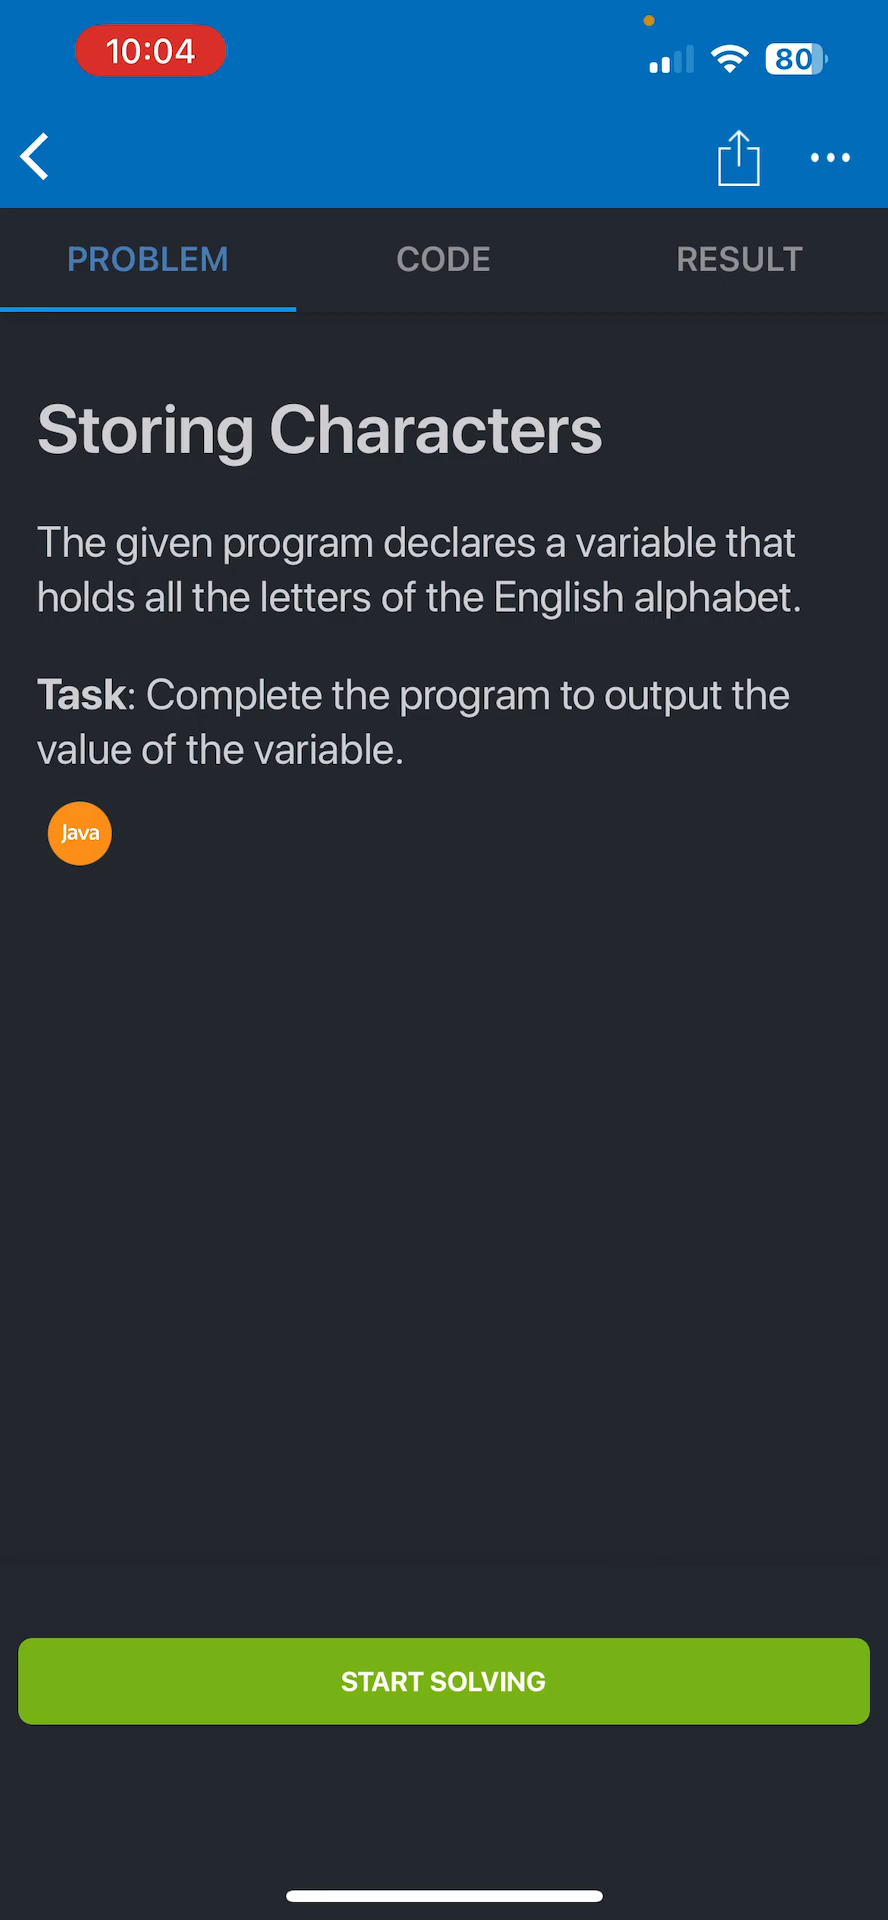 10:04
80
PROBLEM CODE RESULT
Storing Characters
The given program declares a variable that
holds all the letters of the English alphabet.
Task: Complete the program to output the
value of the variable.
Java
START SOLVING